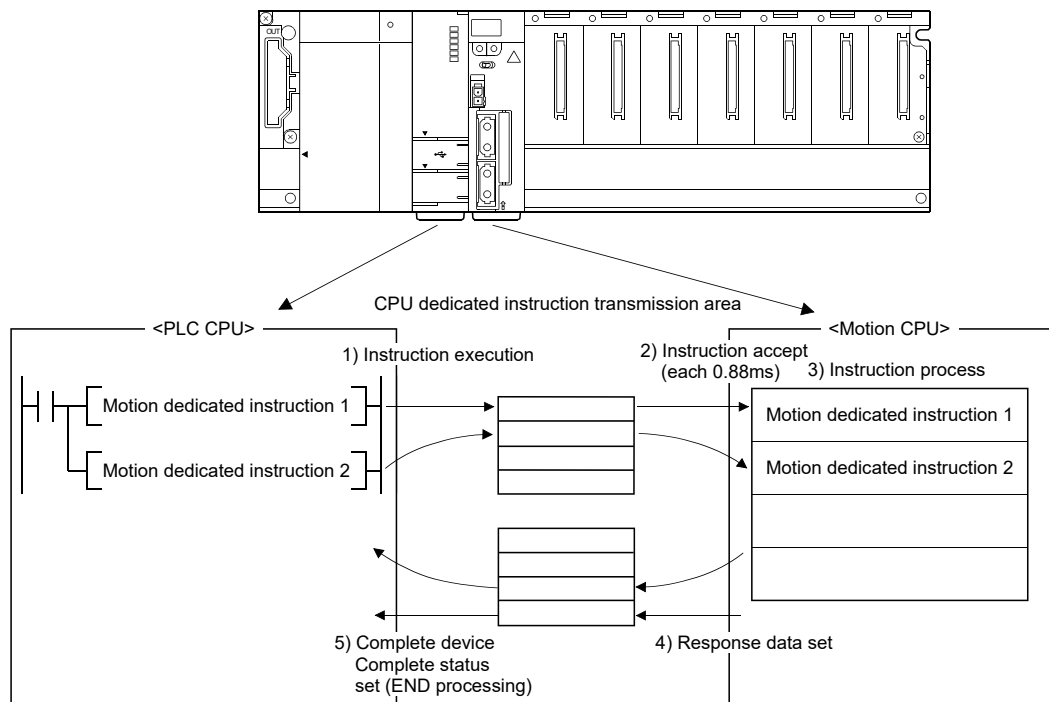 OUT
CPU dedicated instruction transmission area
<PLC CPU>
<Motion CPU>
1) Instruction execution
2) Instruction accept
(each 0.88ms)
3) Instruction process
Motion dedicated instruction 1
Motion dedicated instruction 2
Motion dedicated instruction 1
Motion dedicated instruction 2
5) Complete device
Complete status
set (END processing)
4) Response data set